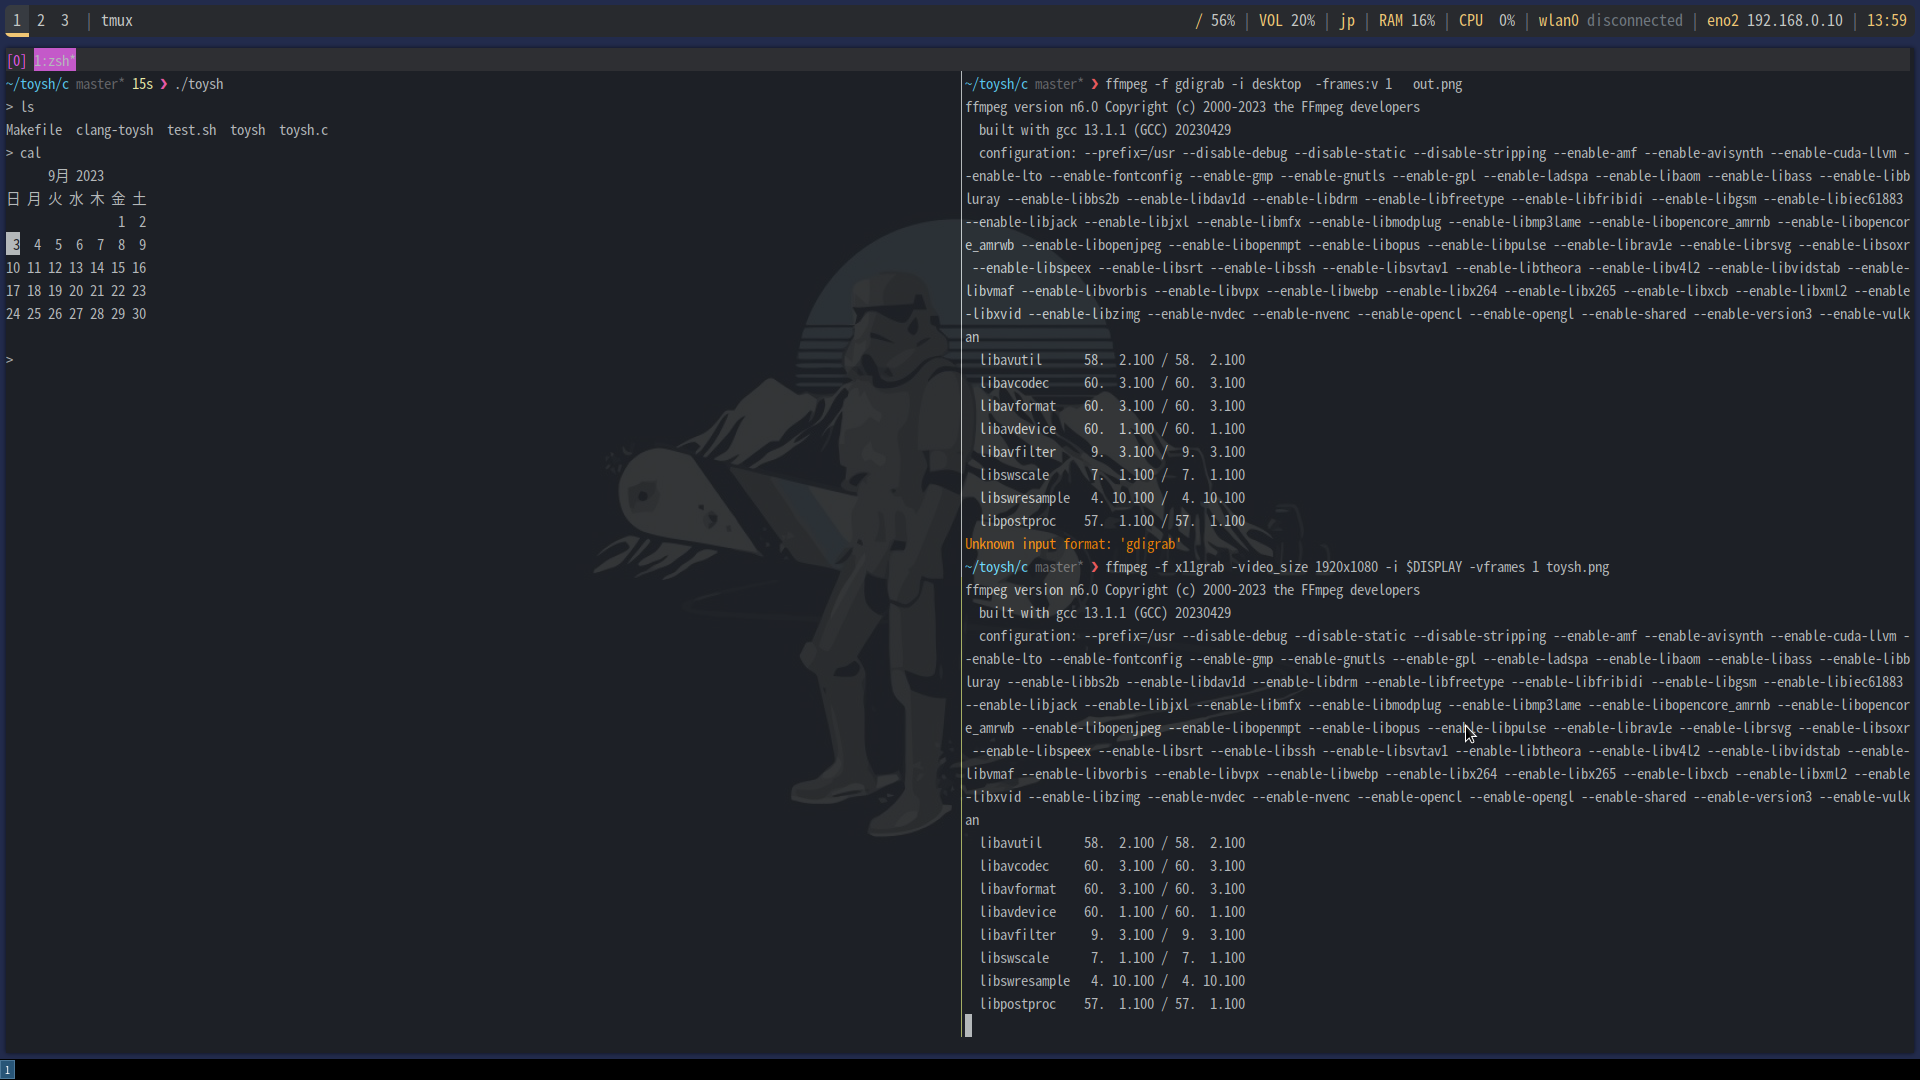 1 2 3 | tmux
/ 56% | VOL 20% | jp | RAM 16% | CPU 0% | wlan0 disconnected | eno2 192.168.0.10 | 13:59
[0] 1:zsh*
~/toysh/c master* 15s ❯ ./toysh
> ls
Makefile clang-toysh test.sh toysh toysh.c
> cal
9月 2023
日 月 火 水 木 金 土
1 2
3 4 5 6 7 8 9
10 11 12 13 14 15 16
17 18 19 20 21 22 23
24 25 26 27 28 29 30
>
~/toysh/c master* ❯ ffmpeg -f gdigrab -i desktop -frames:v 1 out.png
ffmpeg version n6.0 Copyright (c) 2000-2023 the FFmpeg developers
built with gcc 13.1.1 (GCC) 20230429
configuration: --prefix=/usr --disable-debug --disable-static --disable-stripping --enable-amf --enable-avisynth --enable-cuda-llvm -
-enable-lto --enable-fontconfig --enable-gmp --enable-gnutls --enable-gpl --enable-ladspa --enable-libaom --enable-libass --enable-libb
luray --enable-libbs2b --enable-libdav1d --enable-libdrm --enable-libfreetype --enable-libfribidi --enable-libgsm --enable-libiec61883
--enable-libjack --enable-libjxl --enable-libmfx --enable-libmodplug --enable-libmp3lame --enable-libopencore_amrnb --enable-libopencor
e_amrwb --enable-libopenjpeg --enable-libopenmpt --enable-libopus --enable-libpulse --enable-librav1e --enable-librsvg --enable-libsoxr
--enable-libspeex --enable-libsrt --enable-libssh --enable-libsvtav1 --enable-libtheora --enable-libv4l2 --enable-libvidstab --enable-
libvmaf --enable-libvorbis --enable-libvpx --enable-libwebp --enable-libx264 --enable-libx265 --enable-libxcb --enable-libxml2 --enable
-libxvid --enable-libzimg --enable-nvdec --enable-nvenc --enable-opencl --enable-opengl --enable-shared --enable-version3 --enable-vulk
an
libavutil 58. 2.100 / 58. 2.100
libavcodec 60. 3.100 / 60. 3.100
libavformat 60. 3.100 / 60. 3.100
libavdevice 60. 1.100 / 60. 1.100
libavfilter 9. 3.100 / 9. 3.100
libswscale 7. 1.100 / 7. 1.100
libswresample 4. 10.100 / 4. 10.100
libpostproc 57. 1.100 / 57. 1.100
Unknown input format: 'gdigrab'
~/toysh/c master* ❯ ffmpeg -f x11grab -video_size 1920x1080 -i $DISPLAY -vframes 1 toysh.png
ffmpeg version n6.0 Copyright (c) 2000-2023 the FFmpeg developers
built with gcc 13.1.1 (GCC) 20230429
configuration: --prefix=/usr --disable-debug --disable-static --disable-stripping --enable-amf --enable-avisynth --enable-cuda-llvm -
-enable-lto --enable-fontconfig --enable-gmp --enable-gnutls --enable-gpl --enable-ladspa --enable-libaom --enable-libass --enable-libb
luray --enable-libbs2b --enable-libdav1d --enable-libdrm --enable-libfreetype --enable-libfribidi --enable-libgsm --enable-libiec61883
--enable-libjack --enable-libjxl --enable-libmfx --enable-libmodplug --enable-libmp3lame --enable-libopencore_amrnb --enable-libopencor
e_amrwb --enable-libopenjpeg --enable-libopenmpt --enable-libopus --enable-libpulse --enable-librav1e --enable-librsvg --enable-libsoxr
--enable-libspeex --enable-libsrt --enable-libssh --enable-libsvtav1 --enable-libtheora --enable-libv4l2 --enable-libvidstab --enable-
libvmaf --enable-libvorbis --enable-libvpx --enable-libwebp --enable-libx264 --enable-libx265 --enable-libxcb --enable-libxml2 --enable
-libxvid --enable-libzimg --enable-nvdec --enable-nvenc --enable-opencl --enable-opengl --enable-shared --enable-version3 --enable-vulk
an
libavutil 58. 2.100 / 58. 2.100
libavcodec 60. 3.100 / 60. 3.100
libavformat 60. 3.100 / 60. 3.100
libavdevice 60. 1.100 / 60. 1.100
libavfilter 9. 3.100 / 9. 3.100
libswscale 7. 1.100 / 7. 1.100
libswresample 4. 10.100 / 4. 10.100
libpostproc 57. 1.100 / 57. 1.100
1